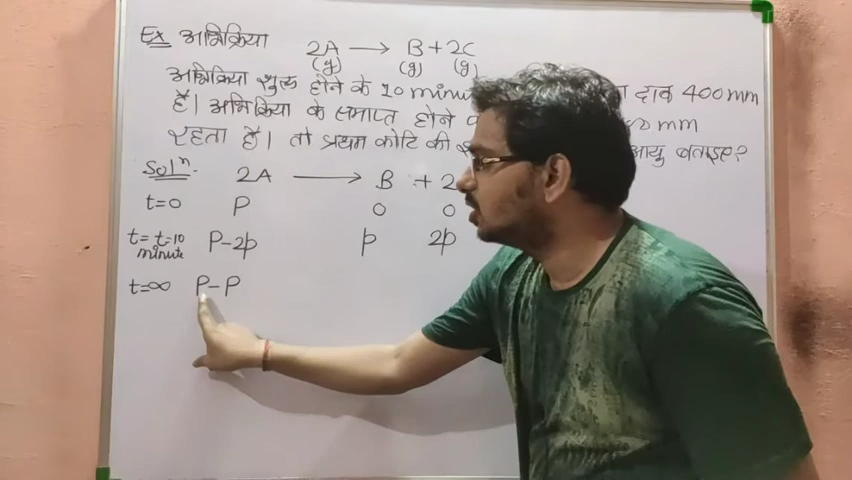 Ex अभिक्रिया 2A → B + 2C
(g) (g) (g)
अभिक्रिया शुरू होने के 10 minute दाब 400 mm
है। अभिक्रिया के समाप्त होने mm
रहता है। तो प्रथम कोटि की आयु बताइए?
Solⁿ. 2A → B + 2
t=0 P 0 0
t= t=10 minute P-2p p 2p
t=∞ P-P